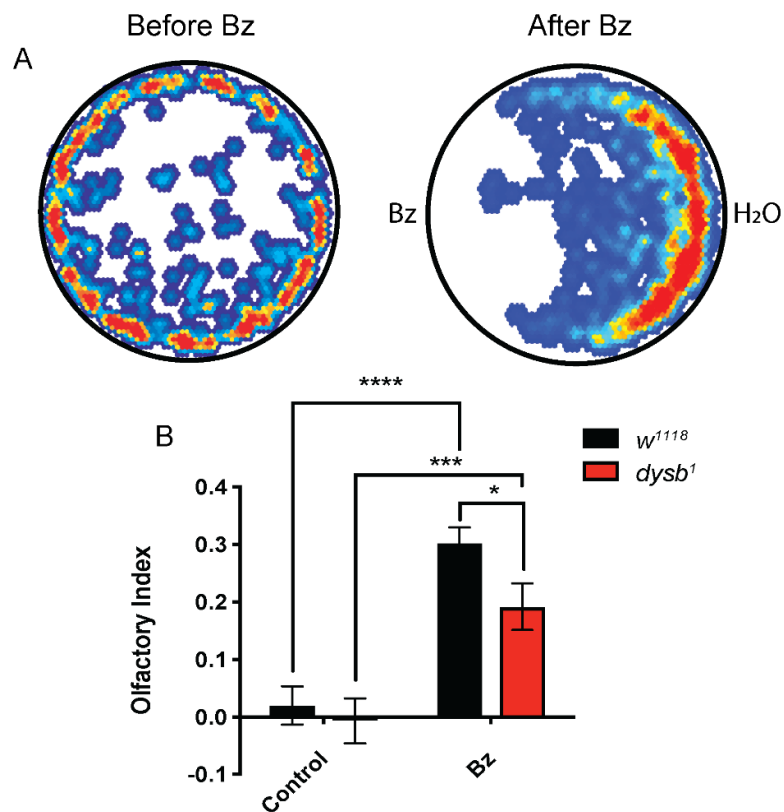 Before Bz
After Bz
A
Bz
H₂O
****
B
w¹¹¹⁸
***
dysb¹
*
0.4
0.3
0.2
0.1
0.0
-0.1
Olfactory Index
Control
Bz